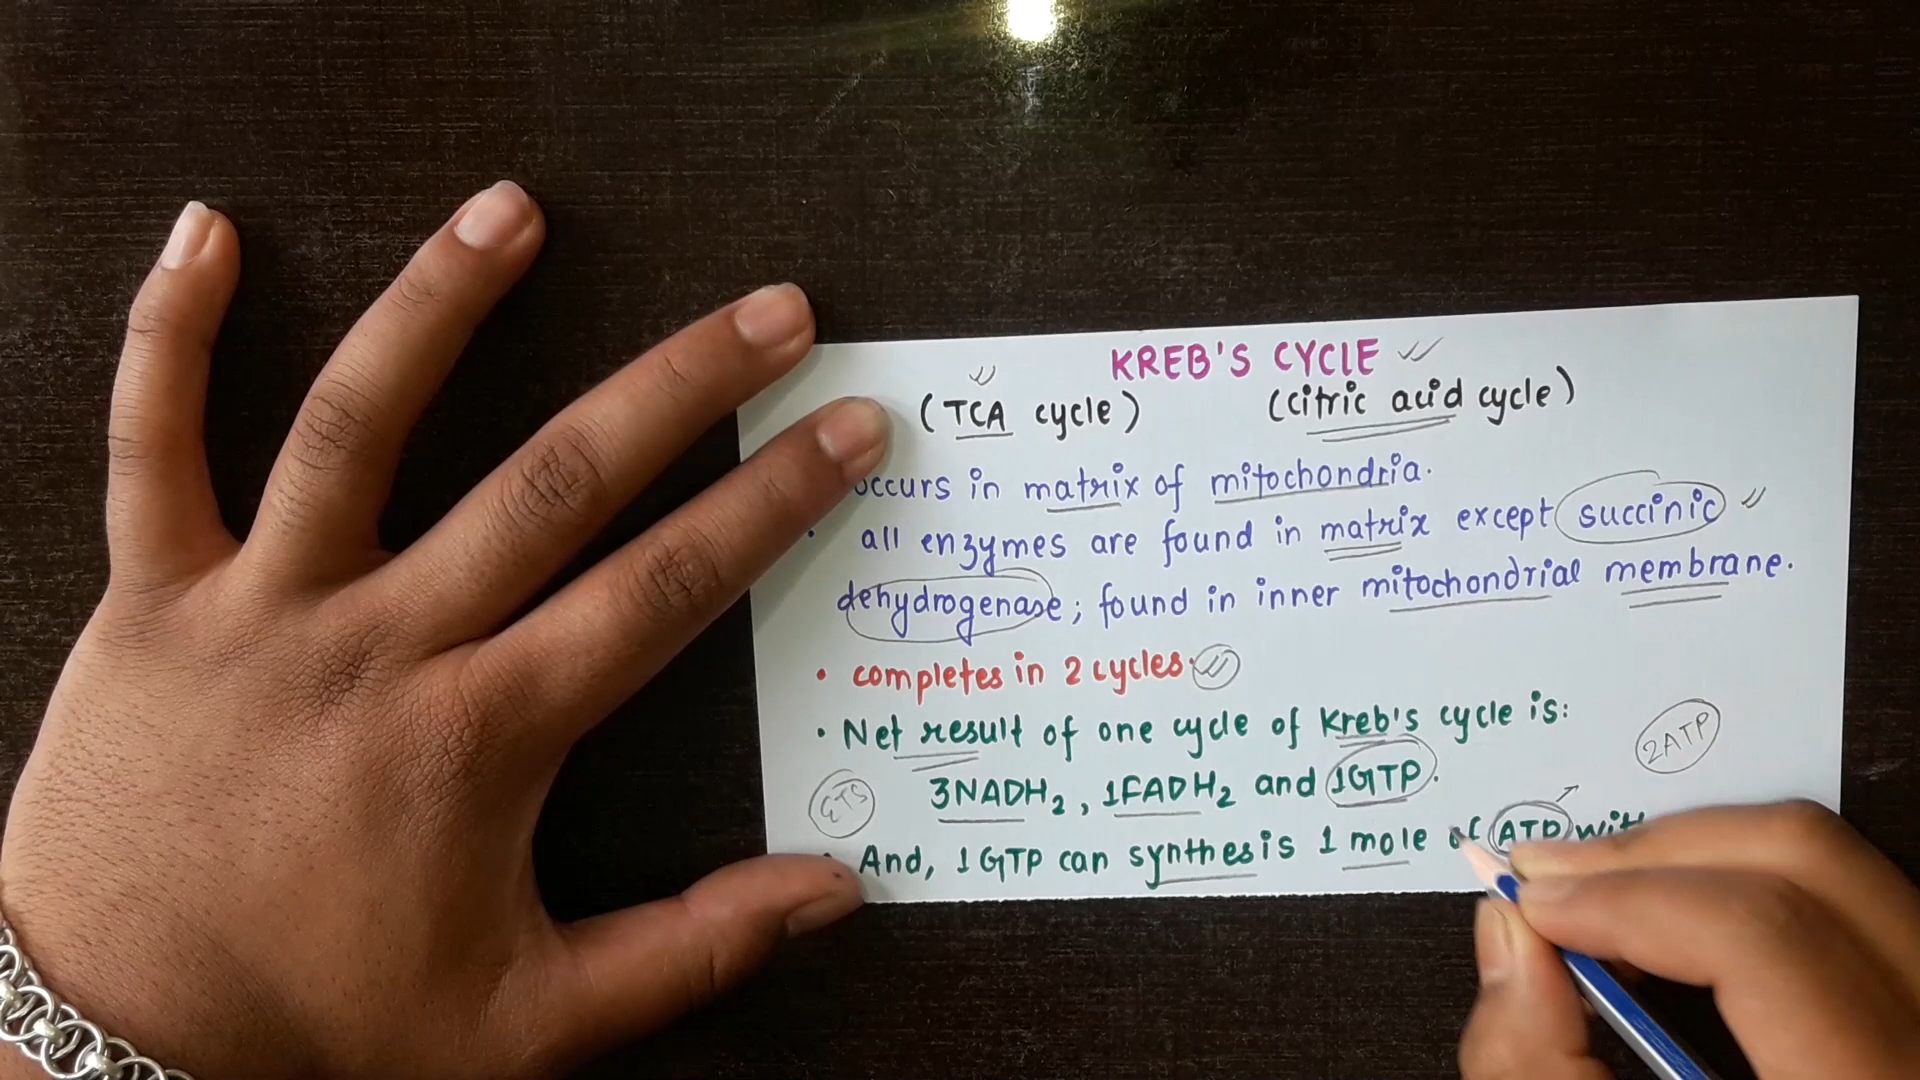 KREB'S CYCLE
(TCA cycle) (citric acid cycle)
occurs in matrix of mitochondria.
• all enzymes are found in matrix except succinic
dehydrogenase; found in inner mitochondrial membrane.
• completes in 2 cycles.
• Net result of one cycle of Kreb's cycle is:
2ATP
3NADH2, 1FADH2 and 1GTP.
ETS
• And, 1GTP can synthesis 1 mole of ATP with